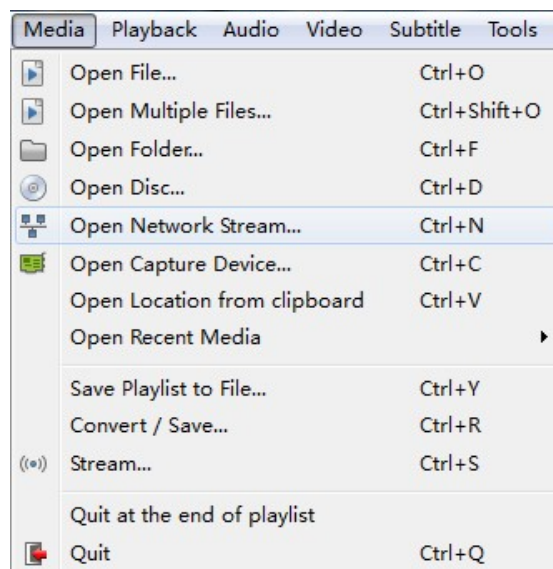 Media Playback Audio Video Subtitle Tools
Open File... Ctrl+O
Open Multiple Files... Ctrl+Shift+O
Open Folder... Ctrl+F
Open Disc... Ctrl+D
Open Network Stream... Ctrl+N
Open Capture Device... Ctrl+C
Open Location from clipboard Ctrl+V
Open Recent Media
Save Playlist to File... Ctrl+Y
Convert / Save... Ctrl+R
Stream... Ctrl+S
Quit at the end of playlist
Quit Ctrl+Q